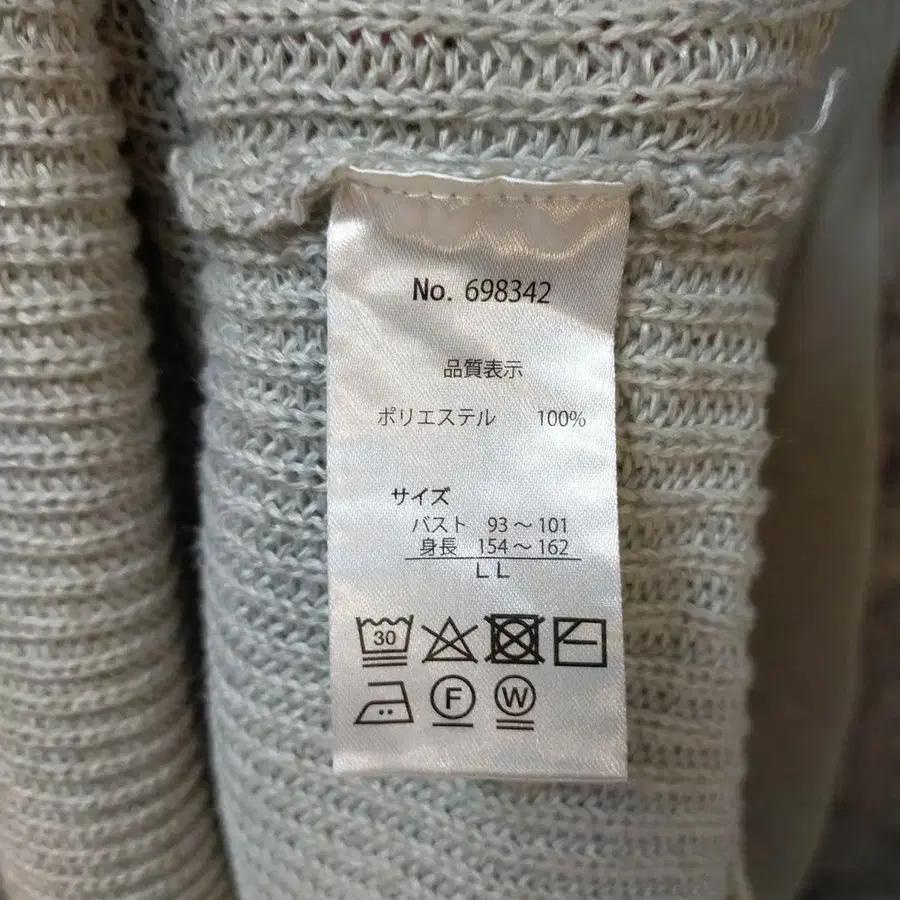 No. 698342
品質表示
ポリエステル 100%
サイズ
バスト 93～101
身長 154～162
LL
30
F W